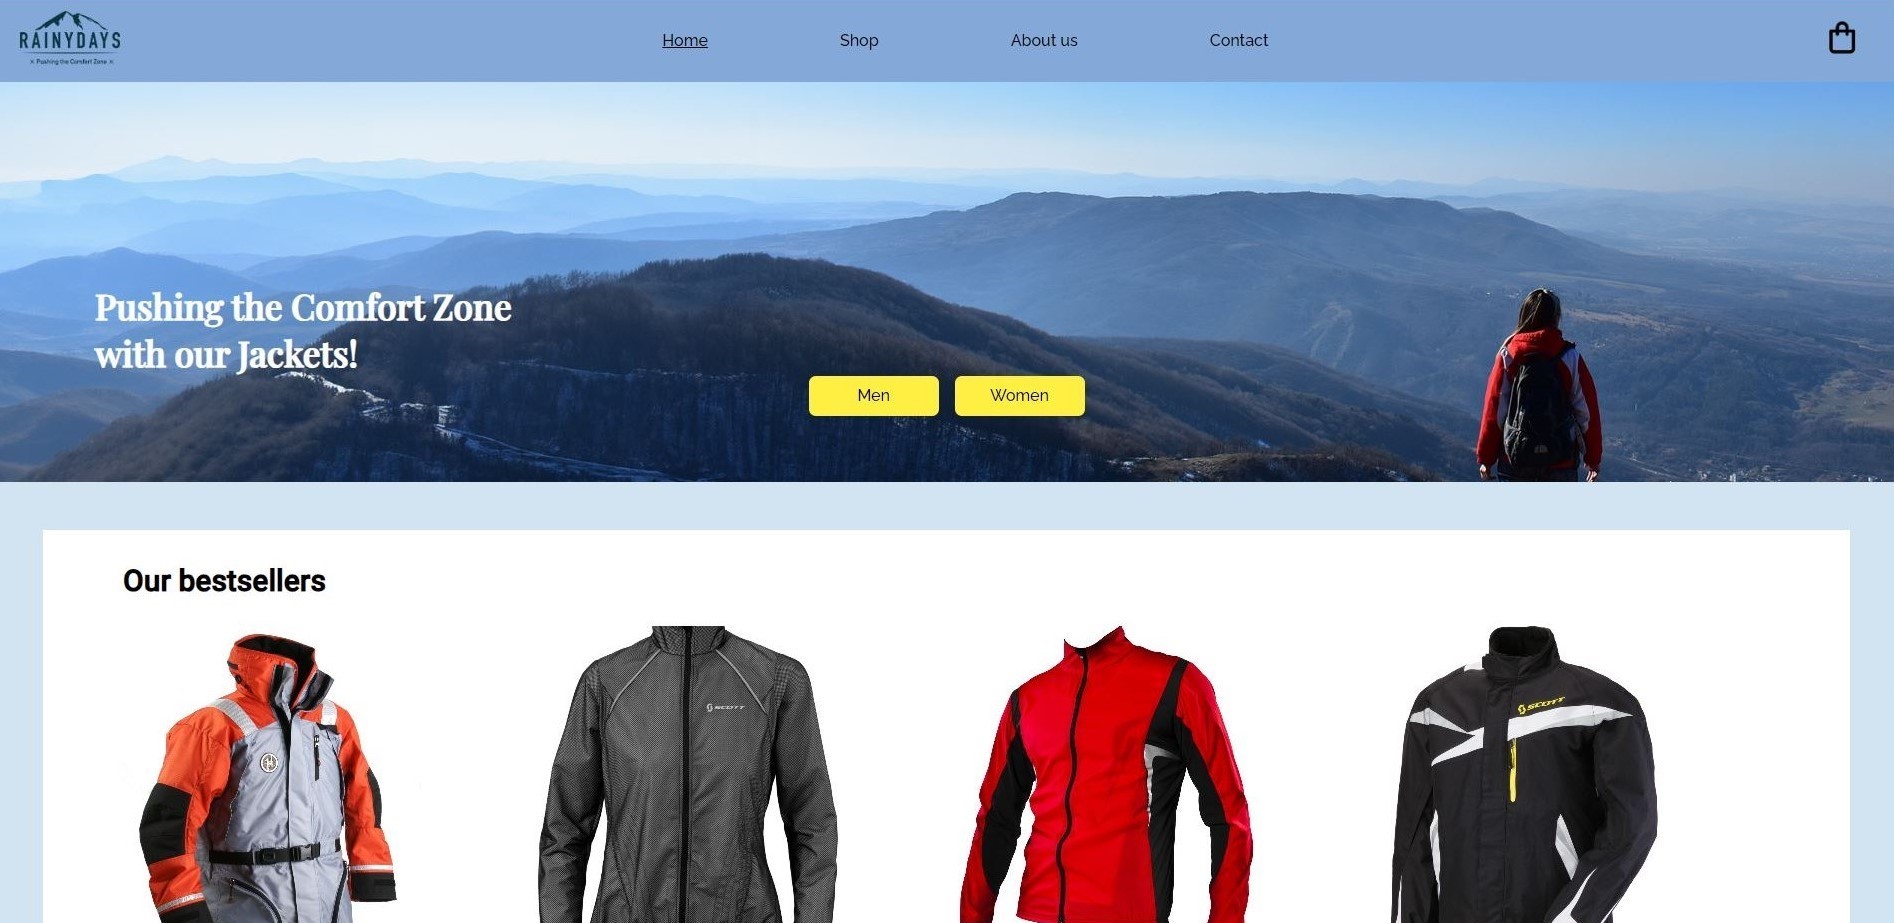 RAINYDAYS
× Pushing the Comfort Zone ×
Home
Shop
About us
Contact
Pushing the Comfort Zone
with our Jackets!
Men
Women
Our bestsellers
SCOTT
SCOTT